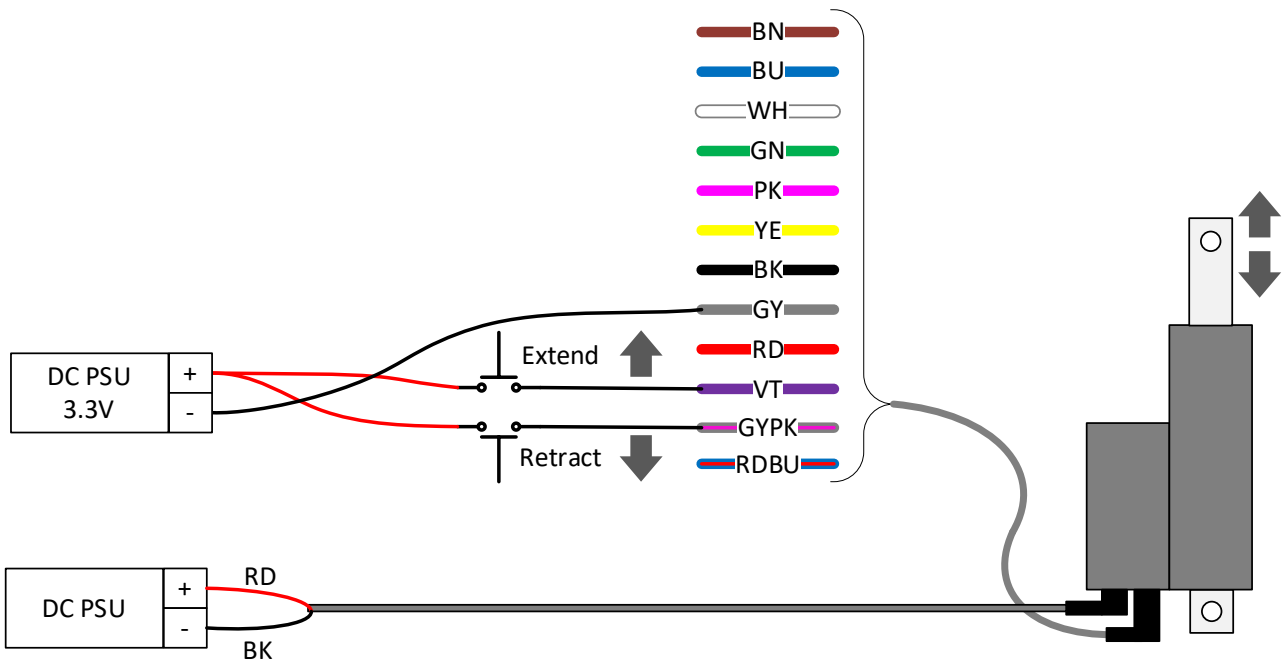 BN
BU
WH
GN
PK
YE
BK
GY
RD
VT
GYPK
RDBU
Extend
Retract
DC PSU
3.3V
+
-
DC PSU
+
-
RD
BK